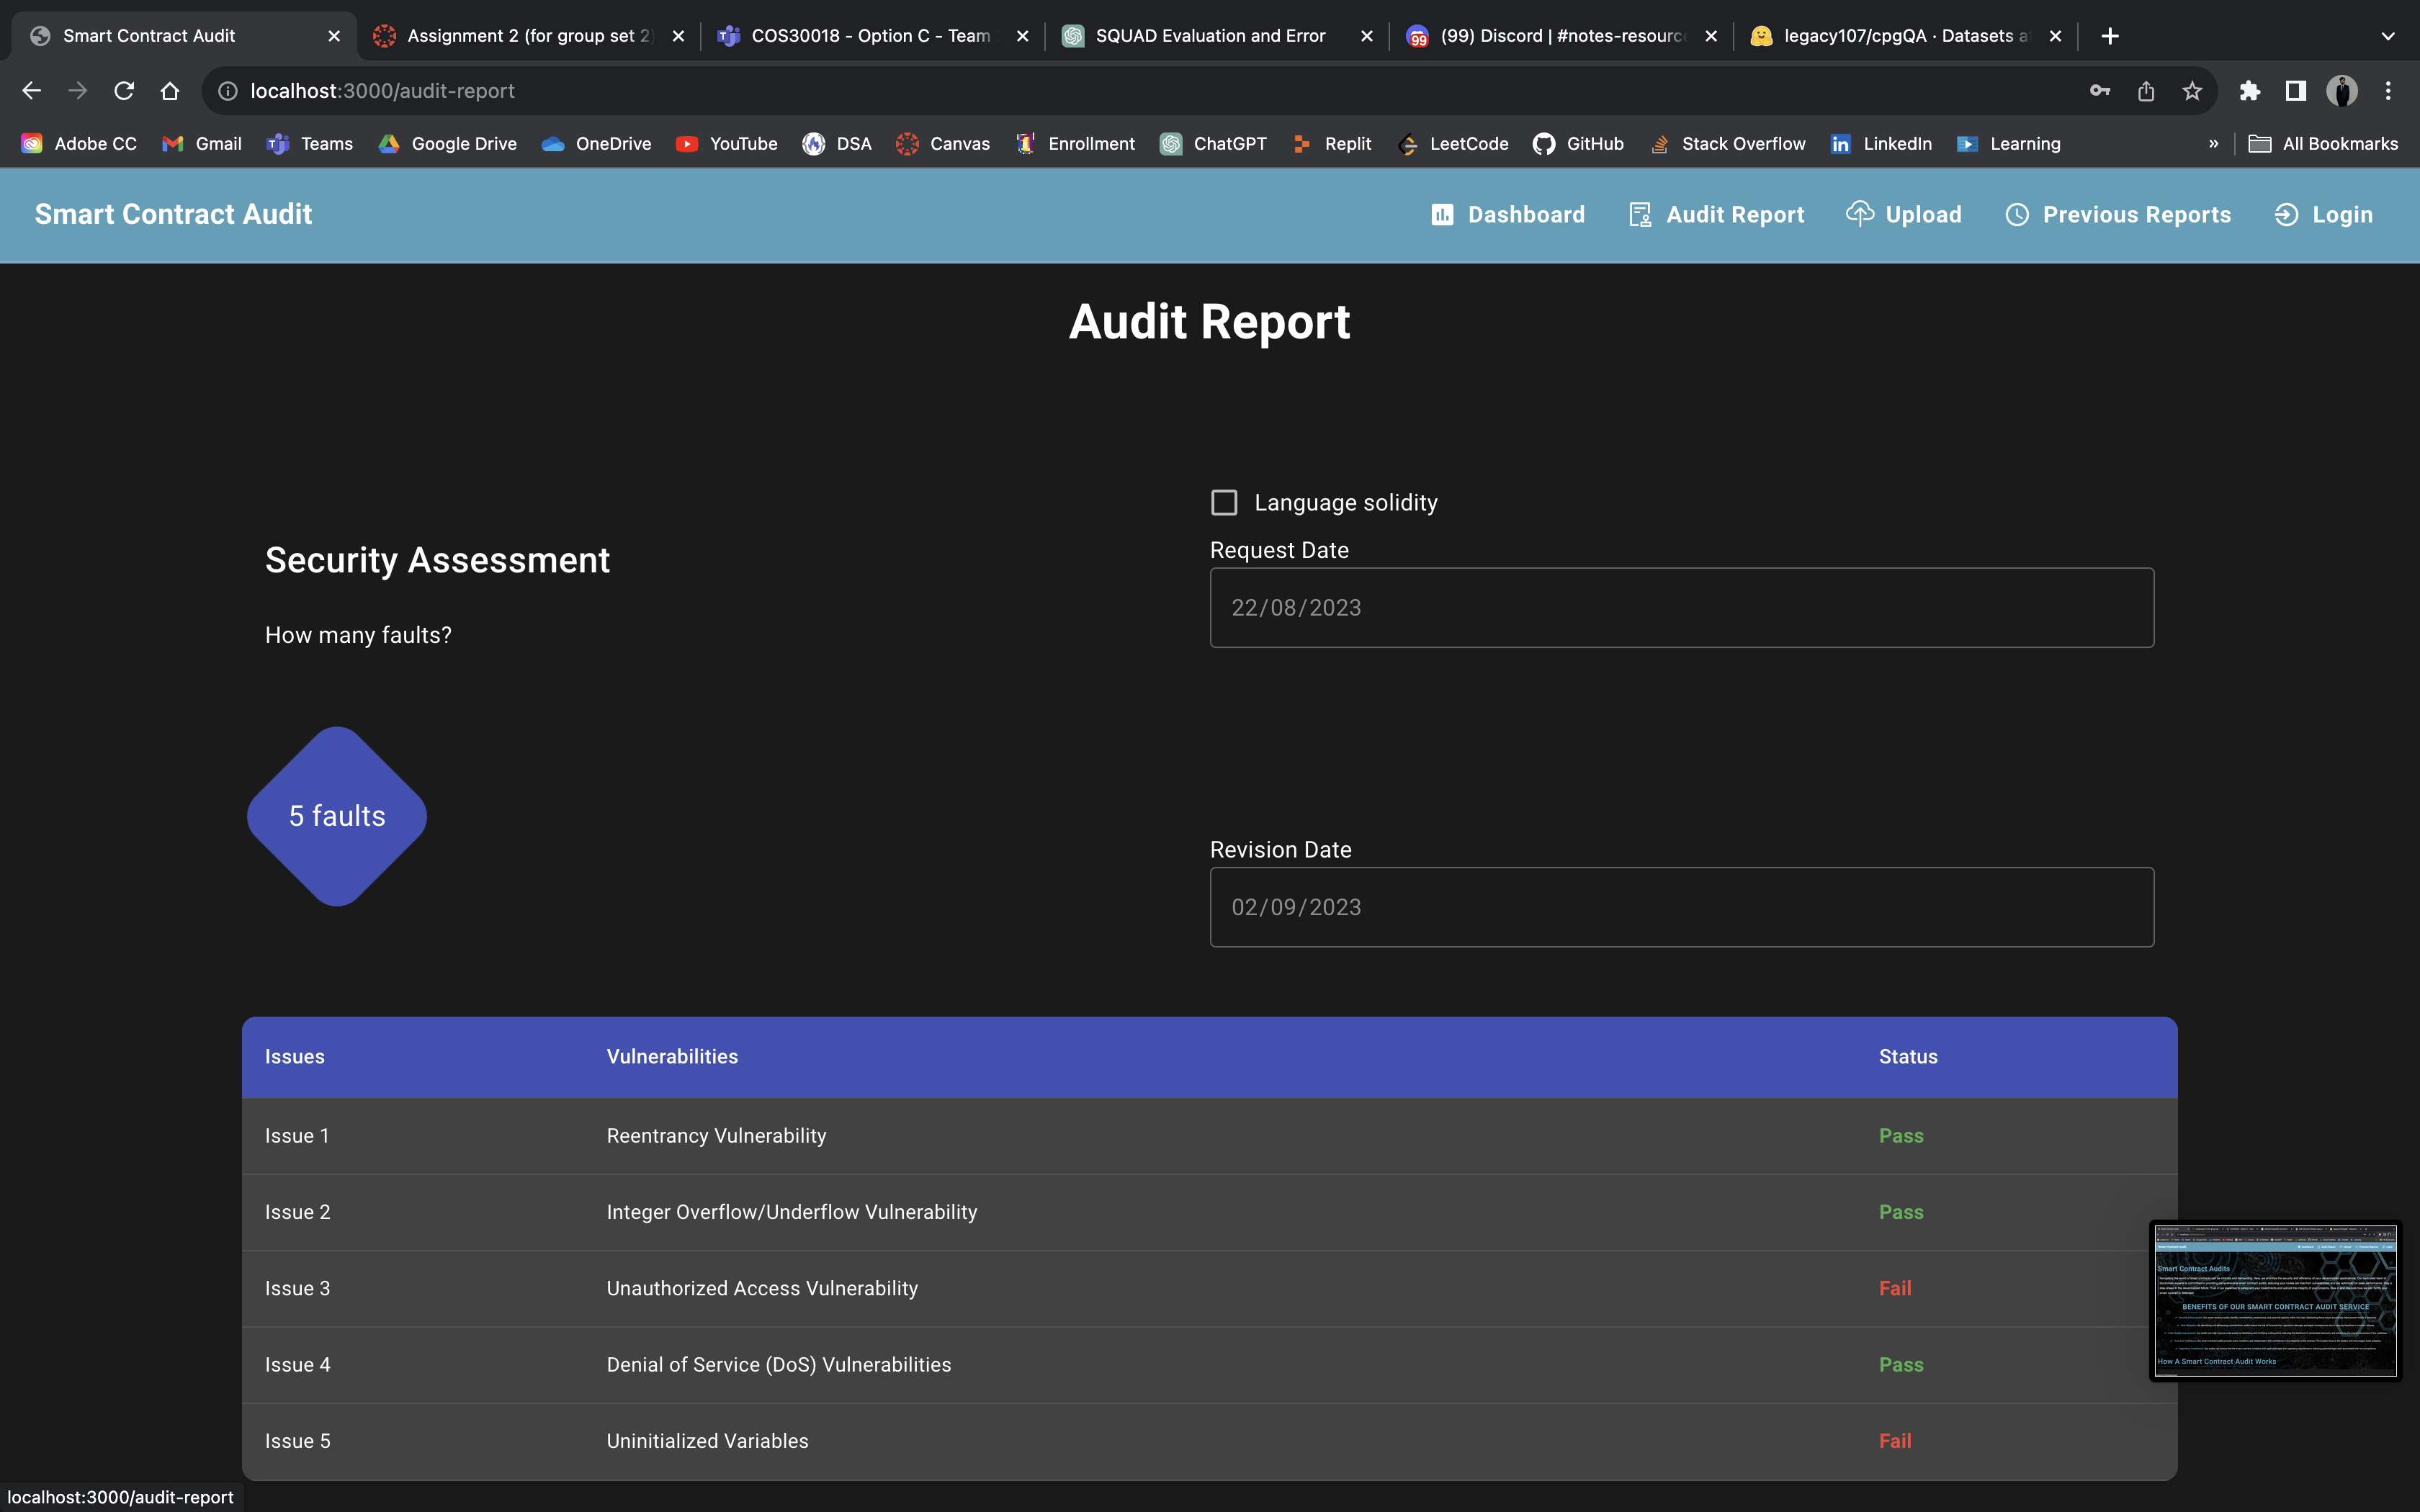 Smart Contract Audit
Assignment 2 (for group set 2)
COS30018 - Option C - Team
SQUAD Evaluation and Error
(99) Discord | #notes-resourc
legacy107/cpgQA · Datasets a
localhost:3000/audit-report
Adobe CC
Gmail
Teams
Google Drive
OneDrive
YouTube
DSA
Canvas
Enrollment
ChatGPT
Replit
LeetCode
GitHub
Stack Overflow
LinkedIn
Learning
»
All Bookmarks
Smart Contract Audit
Dashboard
Audit Report
Upload
Previous Reports
Login
Audit Report
Language solidity
Security Assessment
Request Date
22/08/2023
How many faults?
5 faults
Revision Date
02/09/2023
Issues Vulnerabilities Status
Issue 1 Reentrancy Vulnerability Pass
Issue 2 Integer Overflow/Underflow Vulnerability Pass
Issue 3 Unauthorized Access Vulnerability Fail
Issue 4 Denial of Service (DoS) Vulnerabilities Pass
Issue 5 Uninitialized Variables Fail
Smart Contract Audits
BENEFITS OF OUR SMART CONTRACT AUDIT SERVICE
How A Smart Contract Audit Works
localhost:3000/audit-report